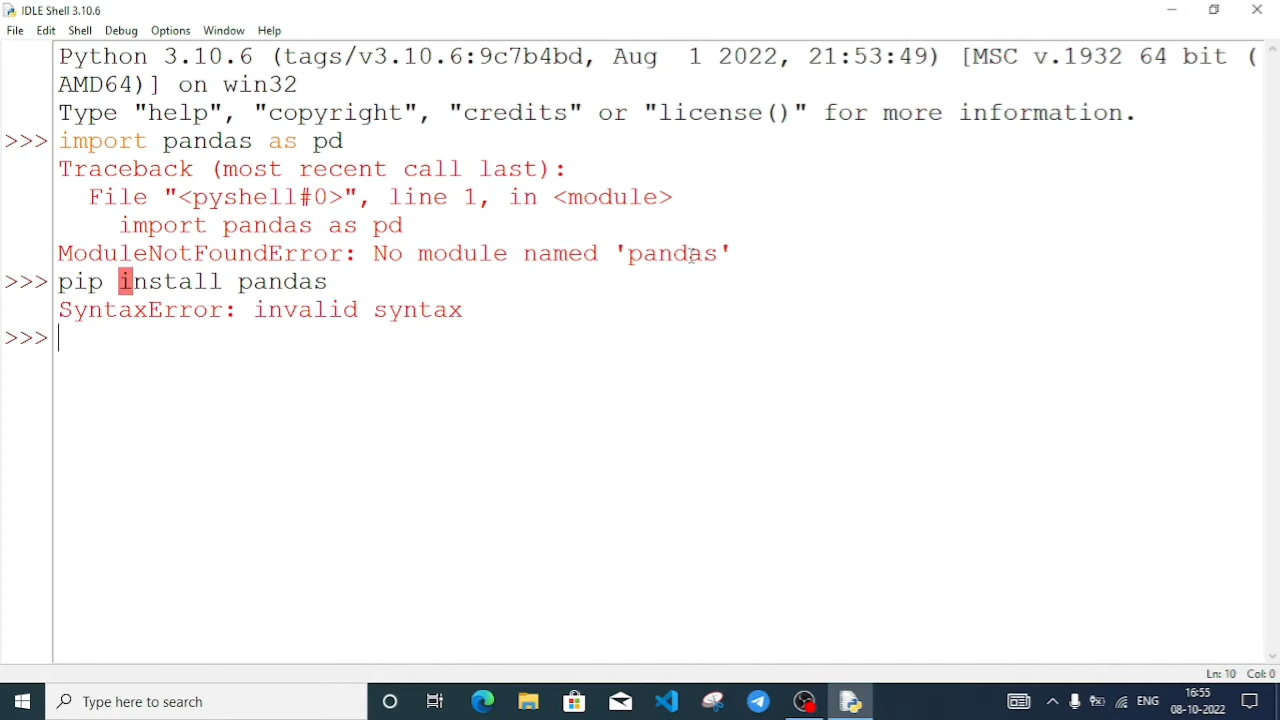 IDLE Shell 3.10.6
File Edit Shell Debug Options Window Help
Python 3.10.6 (tags/v3.10.6:9c7b4bd, Aug  1 2022, 21:53:49) [MSC v.1932 64 bit (
AMD64)] on win32
Type "help", "copyright", "credits" or "license()" for more information.
>>> import pandas as pd
Traceback (most recent call last):
  File "<pyshell#0>", line 1, in <module>
    import pandas as pd
ModuleNotFoundError: No module named 'pandas'
>>> pip install pandas
SyntaxError: invalid syntax
>>>
Ln: 10 Col: 0
Type here to search
ENG
16:55
08-10-2022